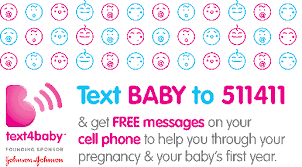 Text BABY to 511411
& get FREE messages on your
cell phone to help you through your
pregnancy & your baby's first year.
text4baby™
FOUNDING SPONSOR
Johnson & Johnson